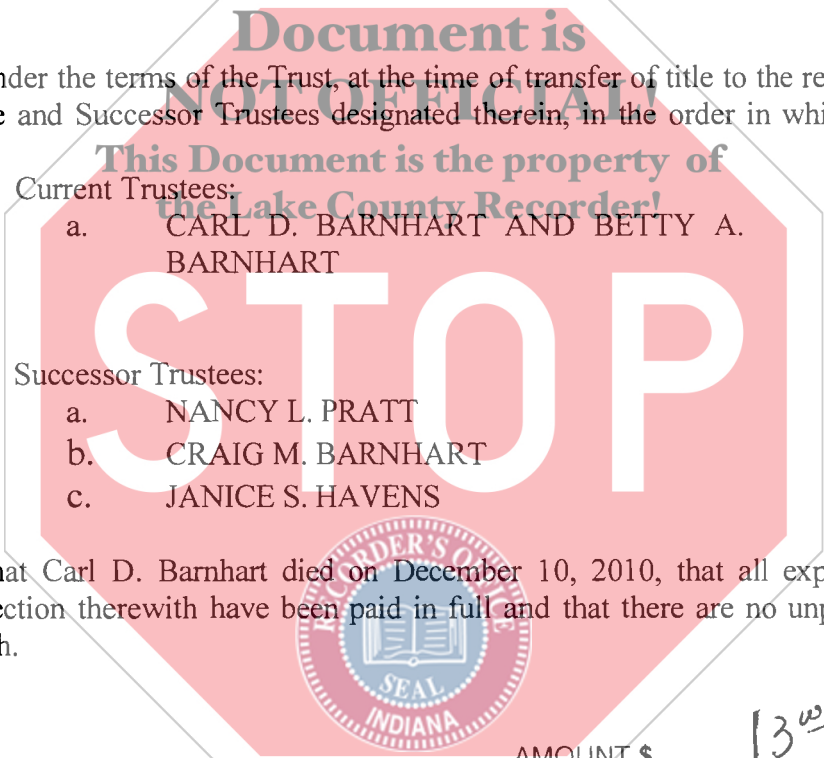 Document is
nder the terms of the Trust, at the time of transfer of title to the re
NOT OFFICIAL!
e and Successor Trustees designated therein, in the order in whi
This Document is the property of
Current Trustees:
the Lake County Recorder!
a. CARL D. BARNHART AND BETTY A.
BARNHART
STOP
Successor Trustees:
a. NANCY L. PRATT
b. CRAIG M. BARNHART
c. JANICE S. HAVENS
nat Carl D. Barnhart died on December 10, 2010, that all exp
ection therewith have been paid in full and that there are no unp
h.
RECORDER'S OFFICE
SEAL
INDIANA
AMOUNT $
13